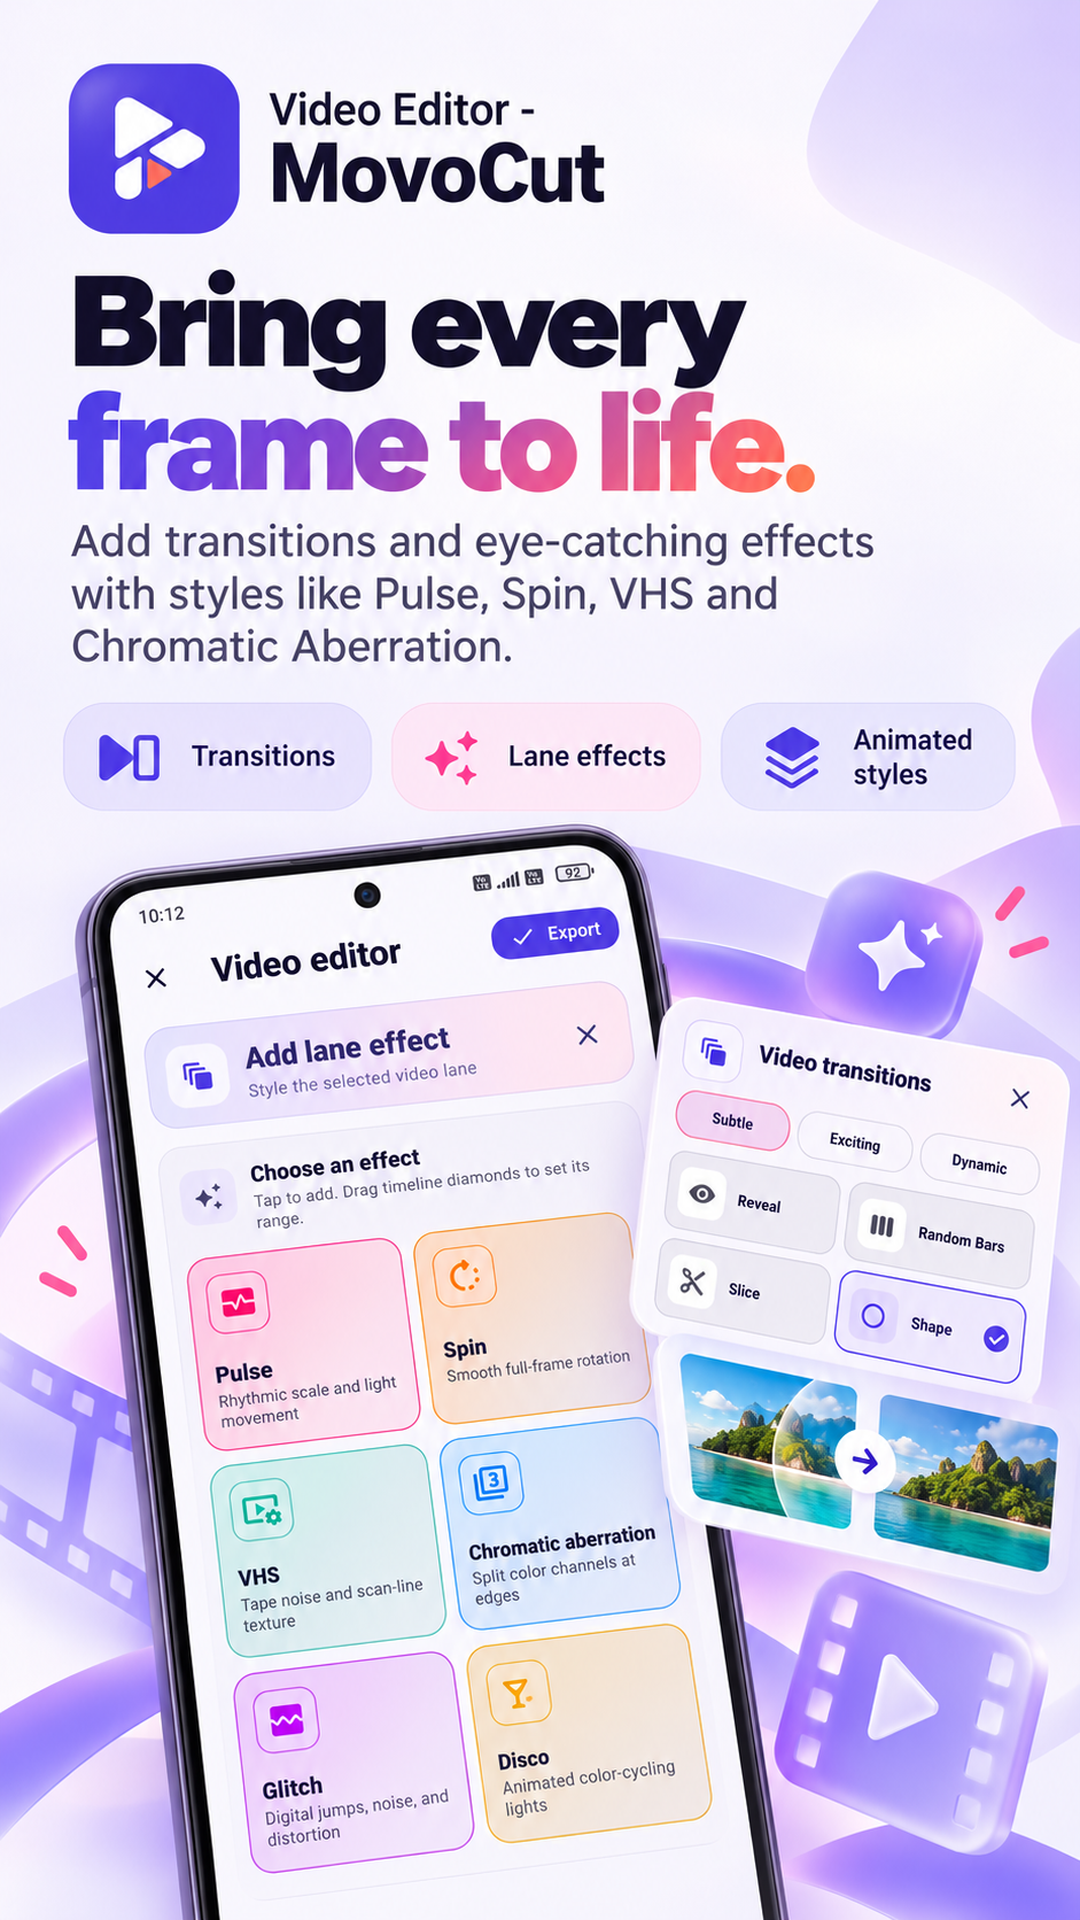 Video Editor -
MovoCut
Bring every
frame to life.
Add transitions and eye-catching effects
with styles like Pulse, Spin, VHS and
Chromatic Aberration.
Transitions
Lane effects
Animated
styles
10:12
Vo
LTE
Vo
LTE
92
Video editor
Export
Add lane effect
Style the selected video lane
Choose an effect
Tap to add. Drag timeline diamonds to set its
range.
Pulse
Rhythmic scale and light
movement
Spin
Smooth full-frame rotation
VHS
Tape noise and scan-line
texture
3
Chromatic aberration
Split color channels at
edges
Glitch
Digital jumps, noise, and
distortion
Disco
Animated color-cycling
lights
Video transitions
Subtle
Exciting
Dynamic
Reveal
Random Bars
Slice
Shape